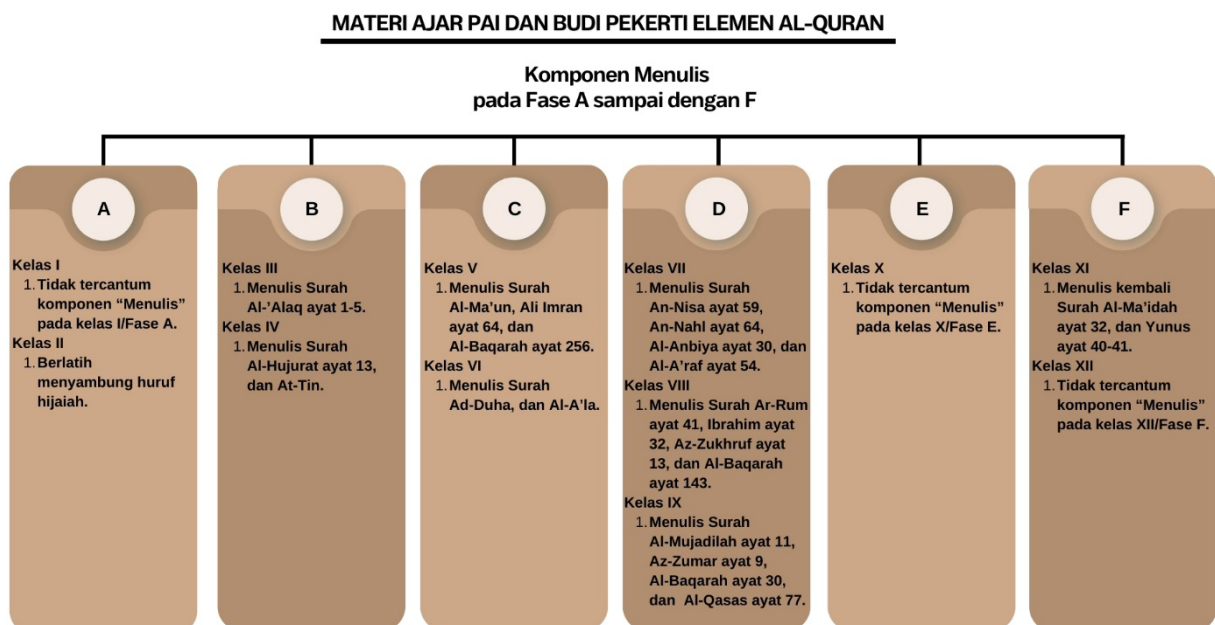 MATERI AJAR PAI DAN BUDI PEKERTI ELEMEN AL-QURAN
Komponen Menulis
pada Fase A sampai dengan F
A
Kelas I
1. Tidak tercantum
komponen “Menulis”
pada kelas I/Fase A.
Kelas II
1. Berlatih
menyambung huruf
hijaiah.
B
Kelas III
1. Menulis Surah
Al-’Alaq ayat 1-5.
Kelas IV
1. Menulis Surah
Al-Hujurat ayat 13,
dan At-Tin.
C
Kelas V
1. Menulis Surah
Al-Ma’un, Ali Imran
ayat 64, dan
Al-Baqarah ayat 256.
Kelas VI
1. Menulis Surah
Ad-Duha, dan Al-A’la.
D
Kelas VII
1. Menulis Surah
An-Nisa ayat 59,
An-Nahl ayat 64,
Al-Anbiya ayat 30, dan
Al-A’raf ayat 54.
Kelas VIII
1. Menulis Surah Ar-Rum
ayat 41, Ibrahim ayat
32, Az-Zukhruf ayat
13, dan Al-Baqarah
ayat 143.
Kelas IX
1. Menulis Surah
Al-Mujadilah ayat 11,
Az-Zumar ayat 9,
Al-Baqarah ayat 30,
dan Al-Qasas ayat 77.
E
Kelas X
1. Tidak tercantum
komponen “Menulis”
pada kelas X/Fase E.
F
Kelas XI
1. Menulis kembali
Surah Al-Ma’idah
ayat 32, dan Yunus
ayat 40-41.
Kelas XII
1. Tidak tercantum
komponen “Menulis”
pada kelas XII/Fase F.